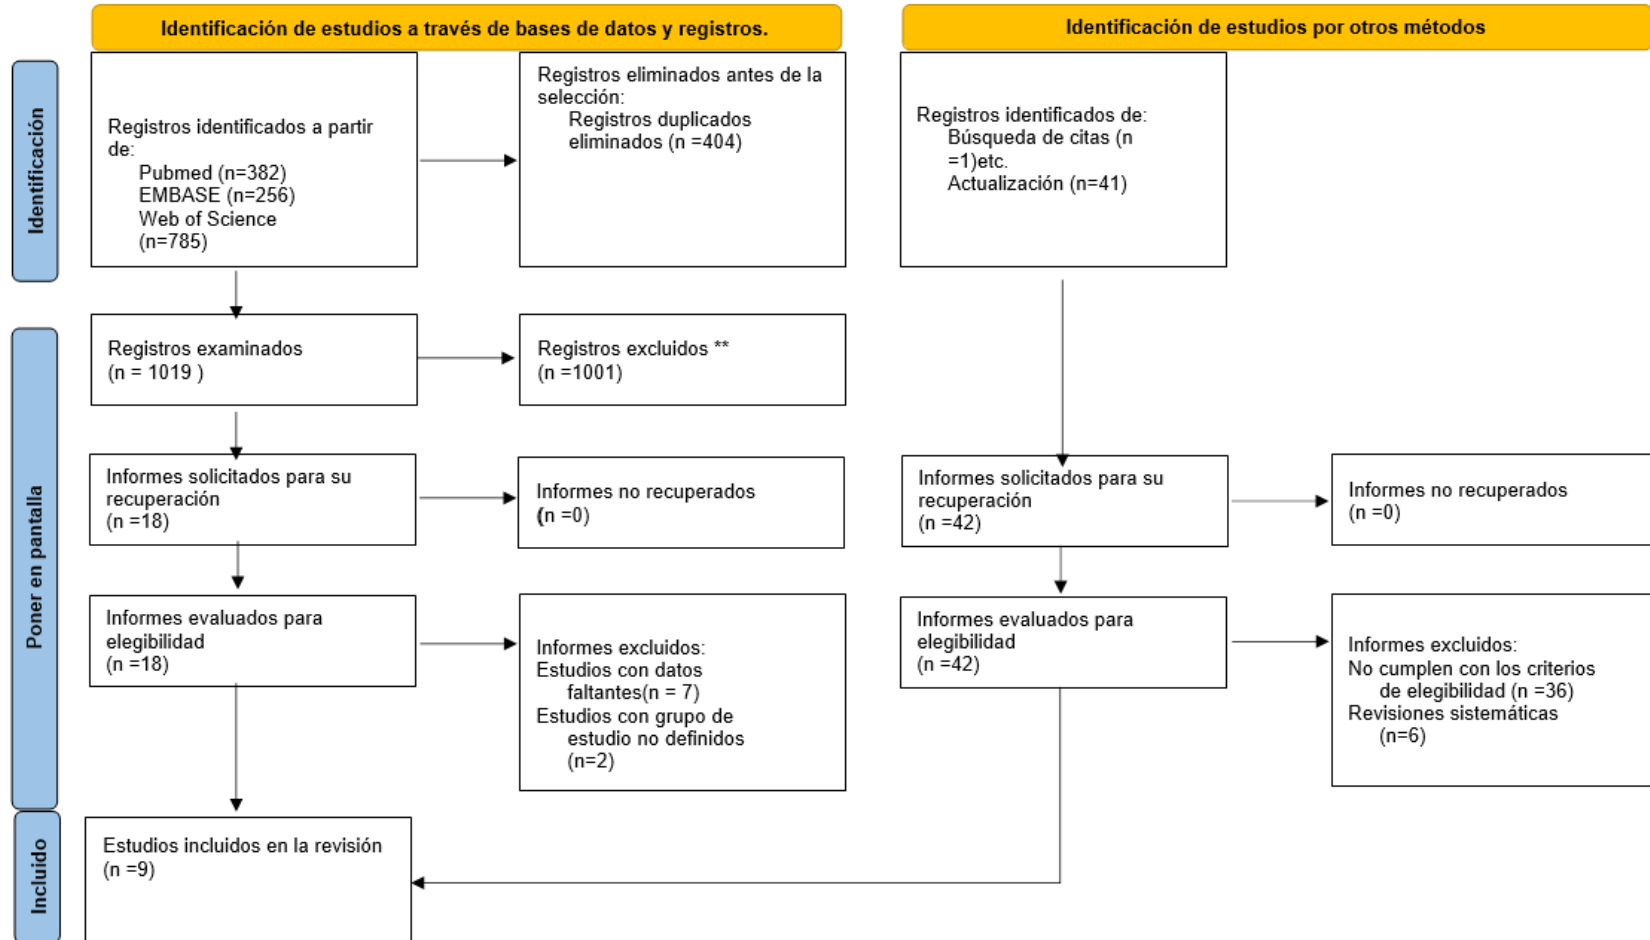 Identificación de estudios a través de bases de datos y registros.
Identificación de estudios por otros métodos
Identificación
Registros identificados a partir
de:
Pubmed (n=382)
EMBASE (n=256)
Web of Science
(n=785)
Registros eliminados antes de la
selección:
Registros duplicados
eliminados (n =404)
Registros identificados de:
Búsqueda de citas (n
=1)etc.
Actualización (n=41)
Poner en pantalla
Registros examinados
(n = 1019 )
Registros excluidos **
(n =1001)
Informes solicitados para su
recuperación
(n =18)
Informes no recuperados
(n =0)
Informes solicitados para su
recuperación
(n =42)
Informes no recuperados
(n =0)
Informes evaluados para
elegibilidad
(n =18)
Informes excluidos:
Estudios con datos
faltantes(n = 7)
Estudios con grupo de
estudio no definidos
(n=2)
Informes evaluados para
elegibilidad
(n =42)
Informes excluidos:
No cumplen con los criterios
de elegibilidad (n =36)
Revisiones sistemáticas
(n=6)
Incluido
Estudios incluidos en la revisión
(n =9)